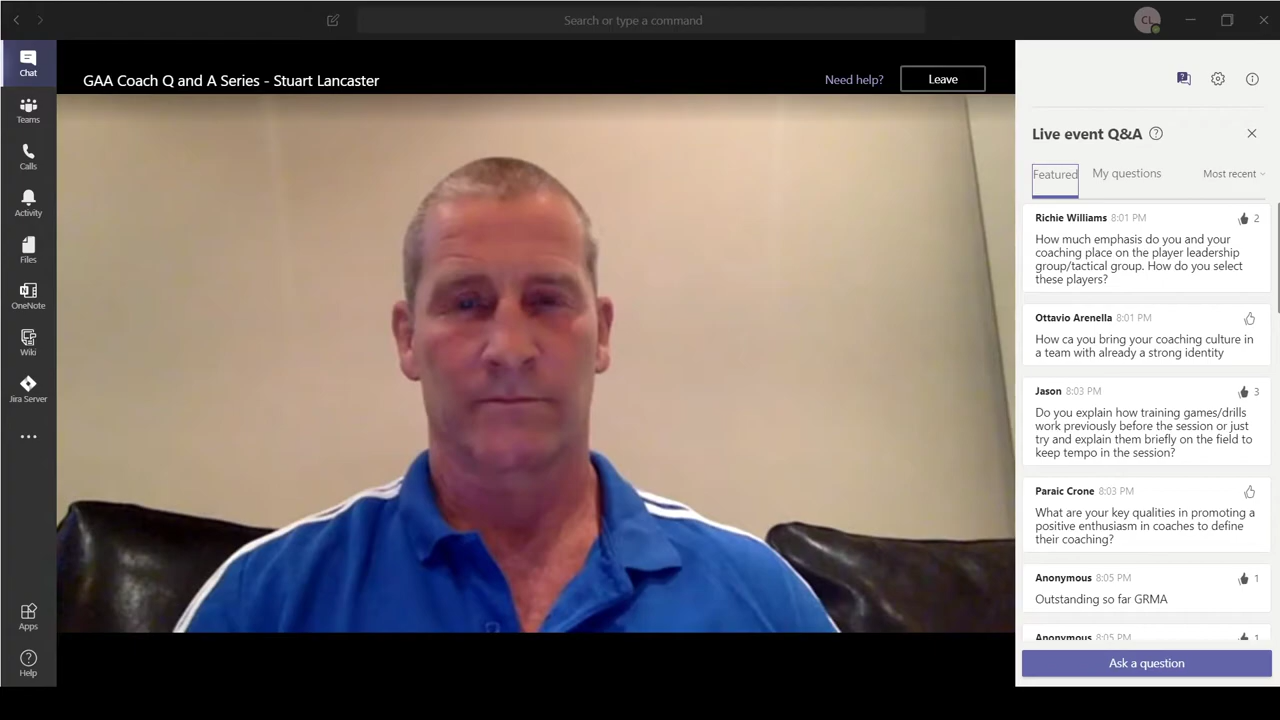 Search or type a command
CL
Chat
Teams
Calls
Activity
Files
OneNote
Wiki
Jira Server
Apps
Help
GAA Coach Q and A Series - Stuart Lancaster
Need help?
Leave
Live event Q&A
Featured
My questions
Most recent
Richie Williams 8:01 PM 2
How much emphasis do you and your
coaching place on the player leadership
group/tactical group. How do you select
these players?
Ottavio Arenella 8:01 PM
How ca you bring your coaching culture in
a team with already a strong identity
Jason 8:03 PM 3
Do you explain how training games/drills
work previously before the session or just
try and explain them briefly on the field to
keep tempo in the session?
Paraic Crone 8:03 PM
What are your key qualities in promoting a
positive enthusiasm in coaches to define
their coaching?
Anonymous 8:05 PM 1
Outstanding so far GRMA
Anonymous 8:05 PM 1
Ask a question